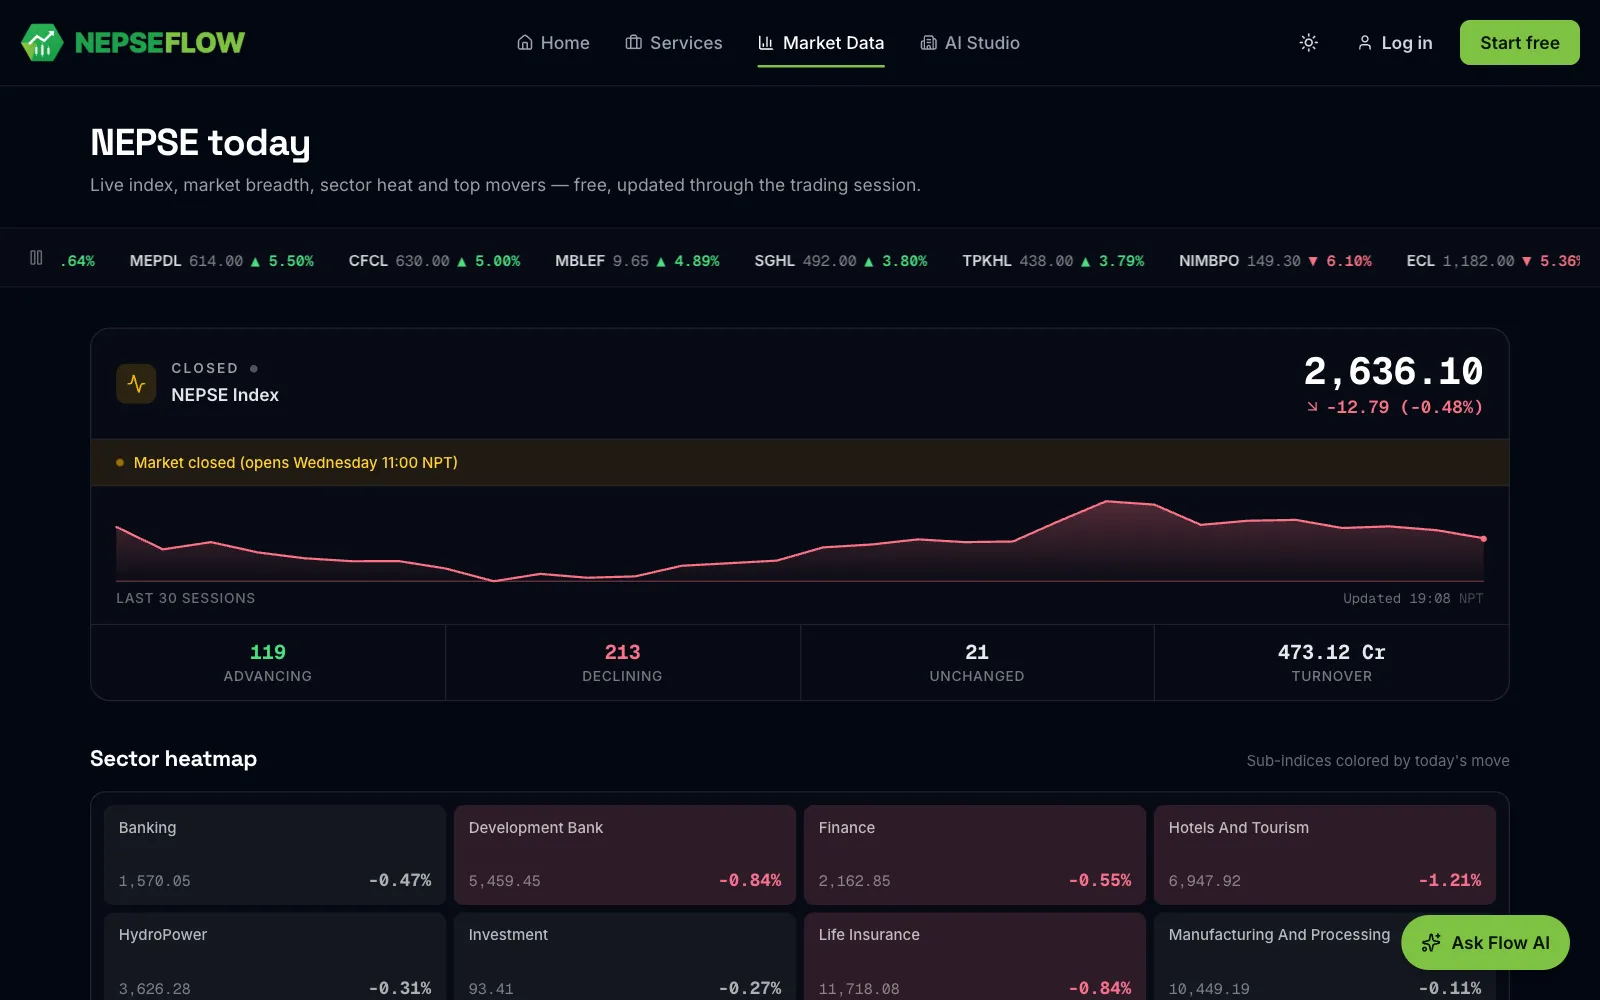 NEPSEFLOW
Home
Services
Market Data
AI Studio
Log in
Start free
NEPSE today
Live index, market breadth, sector heat and top movers — free, updated through the trading session.
.64% MEPDL 614.00 ▲ 5.50% CFCL 630.00 ▲ 5.00% MBLEF 9.65 ▲ 4.89% SGHL 492.00 ▲ 3.80% TPKHL 438.00 ▲ 3.79% NIMBPO 149.30 ▼ 6.10% ECL 1,182.00 ▼ 5.36%
CLOSED
NEPSE Index
2,636.10
-12.79 (-0.48%)
Market closed (opens Wednesday 11:00 NPT)
LAST 30 SESSIONS
Updated 19:08 NPT
119
ADVANCING
213
DECLINING
21
UNCHANGED
473.12 Cr
TURNOVER
Sector heatmap
Sub-indices colored by today's move
Banking
1,570.05 -0.47%
Development Bank
5,459.45 -0.84%
Finance
2,162.85 -0.55%
Hotels And Tourism
6,947.92 -1.21%
HydroPower
3,626.28 -0.31%
Investment
93.41 -0.27%
Life Insurance
11,718.08 -0.84%
Manufacturing And Processing
10,449.19 -0.11%
Ask Flow AI